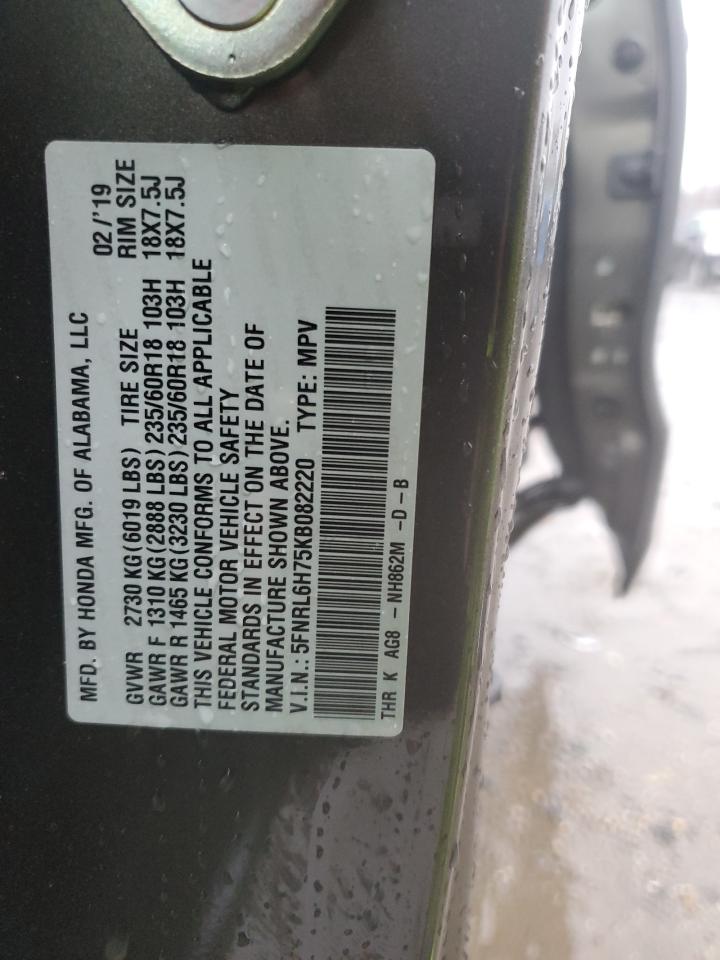 MFD. BY HONDA MFG. OF ALABAMA, LLC 02/'19
GVWR 2730 KG(6019 LBS) TIRE SIZE RIM SIZE
GAWR F 1310 KG(2888 LBS)235/60R18 103H 18X7.5J
GAWR R 1465 KG(3230 LBS)235/60R18 103H 18X7.5J
THIS VEHICLE CONFORMS TO ALL APPLICABLE
FEDERAL MOTOR VEHICLE SAFETY
STANDARDS IN EFFECT ON THE DATE OF
MANUFACTURE SHOWN ABOVE.
V.I.N.: 5FNRL6H75KB082220 TYPE: MPV
THR K AG8 - NH862M -D-B